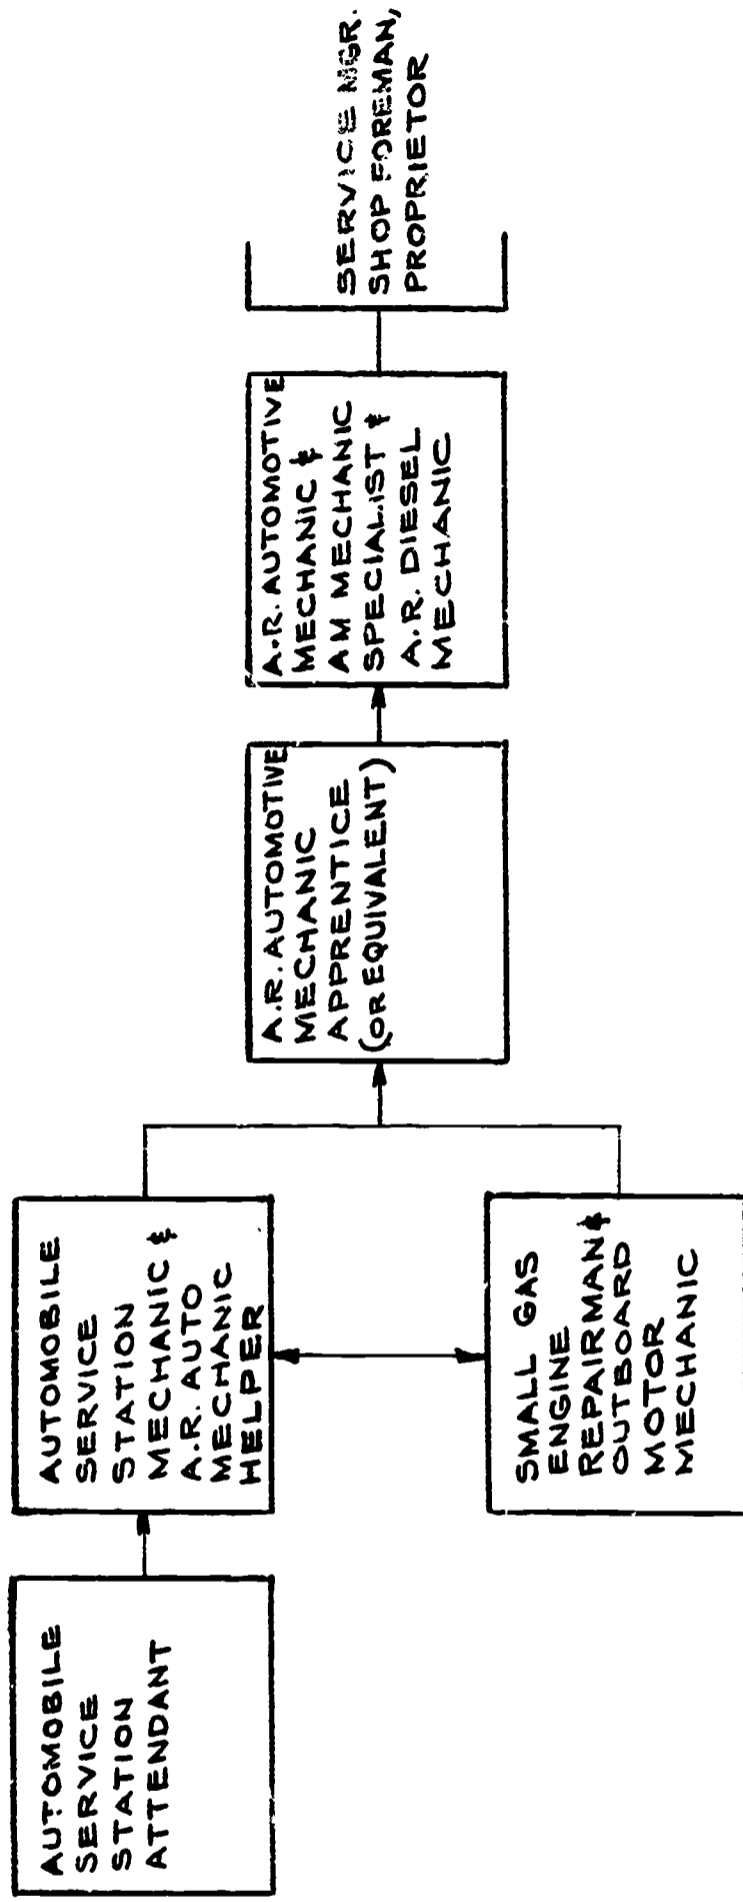 AUTOMOBILE
SERVICE
STATION
ATTENDANT
AUTOMOBILE
SERVICE
STATION
MECHANIC &
A.R. AUTO
MECHANIC
HELPER
SMALL GAS
ENGINE
REPAIRMAN &
OUTBOARD
MOTOR
MECHANIC
A.R. AUTOMOTIVE
MECHANIC
APPRENTICE
(OR EQUIVALENT)
A.R. AUTOMOTIVE
MECHANIC &
AM MECHANIC
SPECIALIST &
A.R. DIESEL
MECHANIC
SERVICE MGR.
SHOP FOREMAN,
PROPRIETOR